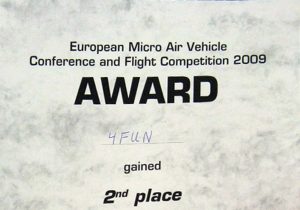 European Micro Air Vehicle
Conference and Flight Competition 2009
AWARD
4FUN
gained
2nd place